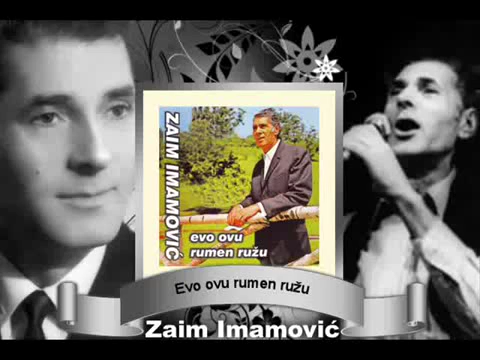 ZAIM IMAMOVIĆ
evo ovu
rumen ružu
Evo ovu rumen ružu
Zaim Imamović